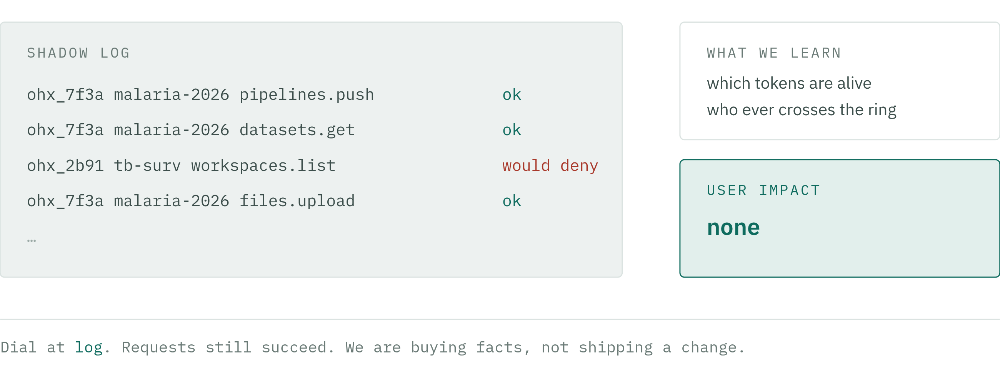 SHADOW LOG
ohx_7f3a malaria-2026 pipelines.push ok
ohx_7f3a malaria-2026 datasets.get ok
ohx_2b91 tb-surv workspaces.list would deny
ohx_7f3a malaria-2026 files.upload ok
…
WHAT WE LEARN
which tokens are alive
who ever crosses the ring
USER IMPACT
none
Dial at log. Requests still succeed. We are buying facts, not shipping a change.